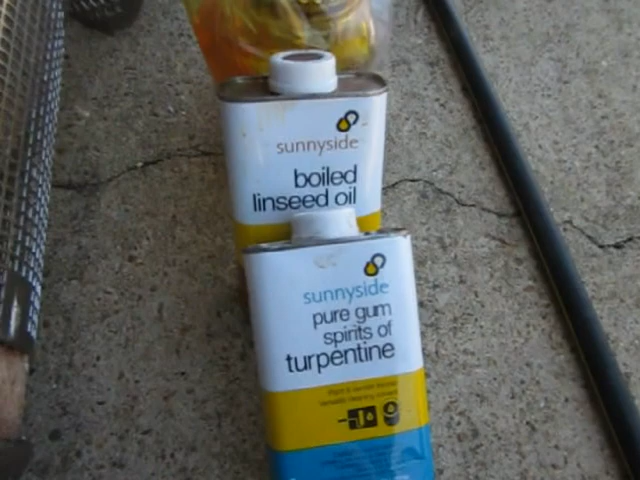 sunnyside
boiled
linseed oil
sunnyside
pure gum
spirits of
turpentine